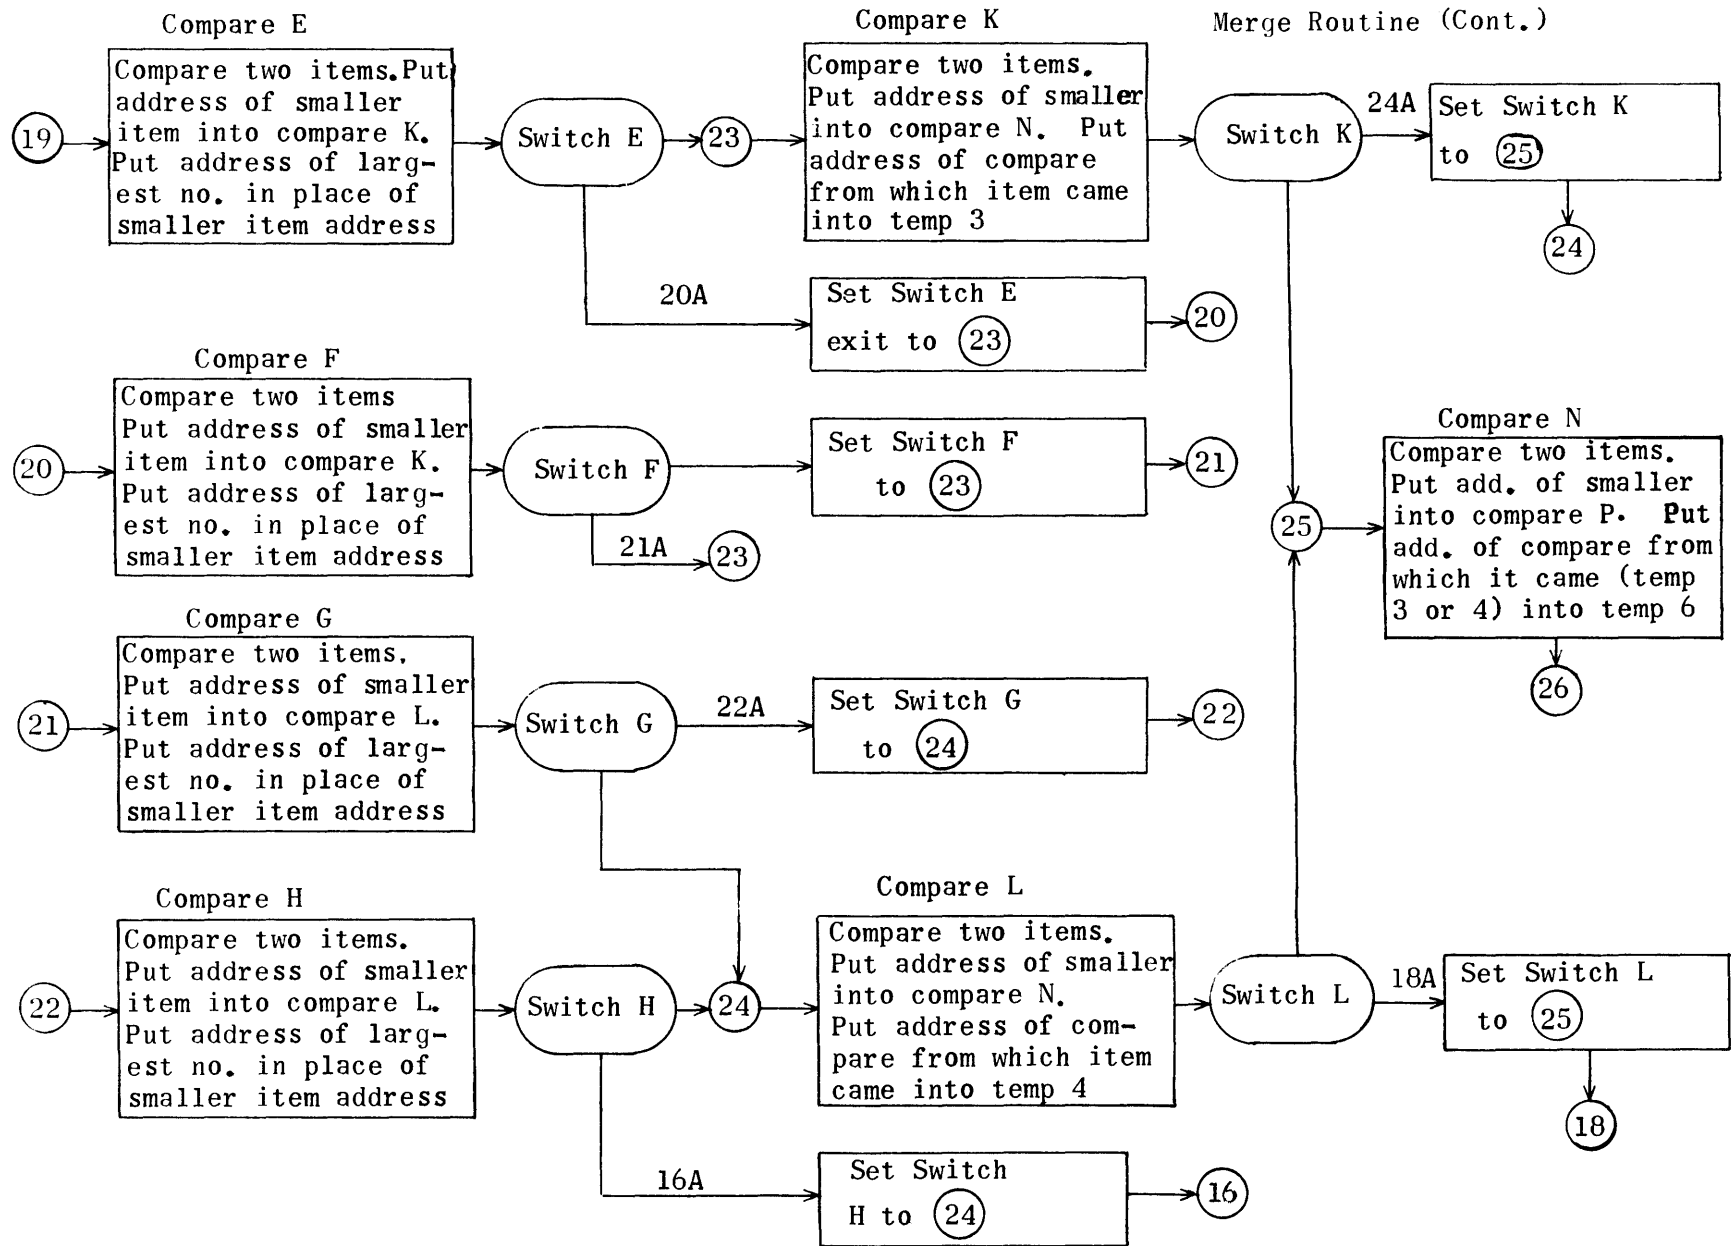 Merge Routine (Cont.)
Compare E
19
Compare two items.Put
address of smaller
item into compare K.
Put address of larg-
est no. in place of
smaller item address
Switch E
23
Compare K
Compare two items.
Put address of smaller
into compare N. Put
address of compare
from which item came
into temp 3
Switch K
24A
Set Switch K
to 25
24
20A
Set Switch E
exit to 23
20
Compare F
20
Compare two items
Put address of smaller
item into compare K.
Put address of larg-
est no. in place of
smaller item address
Switch F
Set Switch F
to 23
21
21A
23
25
Compare N
Compare two items.
Put add. of smaller
into compare P. Put
add. of compare from
which it came (temp
3 or 4) into temp 6
26
Compare G
21
Compare two items.
Put address of smaller
item into compare L.
Put address of larg-
est no. in place of
smaller item address
Switch G
22A
Set Switch G
to 24
22
Compare H
22
Compare two items.
Put address of smaller
item into compare L.
Put address of larg-
est no. in place of
smaller item address
Switch H
24
Compare L
Compare two items.
Put address of smaller
into compare N.
Put address of com-
pare from which item
came into temp 4
Switch L
18A
Set Switch L
to 25
18
16A
Set Switch
H to 24
16